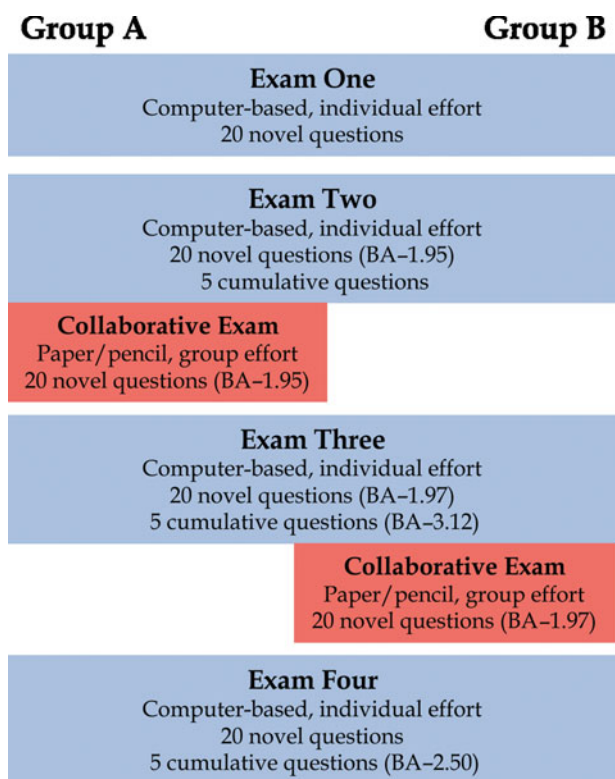 Group A
Group B
Exam One
Computer-based, individual effort
20 novel questions
Exam Two
Computer-based, individual effort
20 novel questions (BA–1.95)
5 cumulative questions
Collaborative Exam
Paper/pencil, group effort
20 novel questions (BA–1.95)
Exam Three
Computer-based, individual effort
20 novel questions (BA–1.97)
5 cumulative questions (BA–3.12)
Collaborative Exam
Paper/pencil, group effort
20 novel questions (BA–1.97)
Exam Four
Computer-based, individual effort
20 novel questions
5 cumulative questions (BA–2.50)